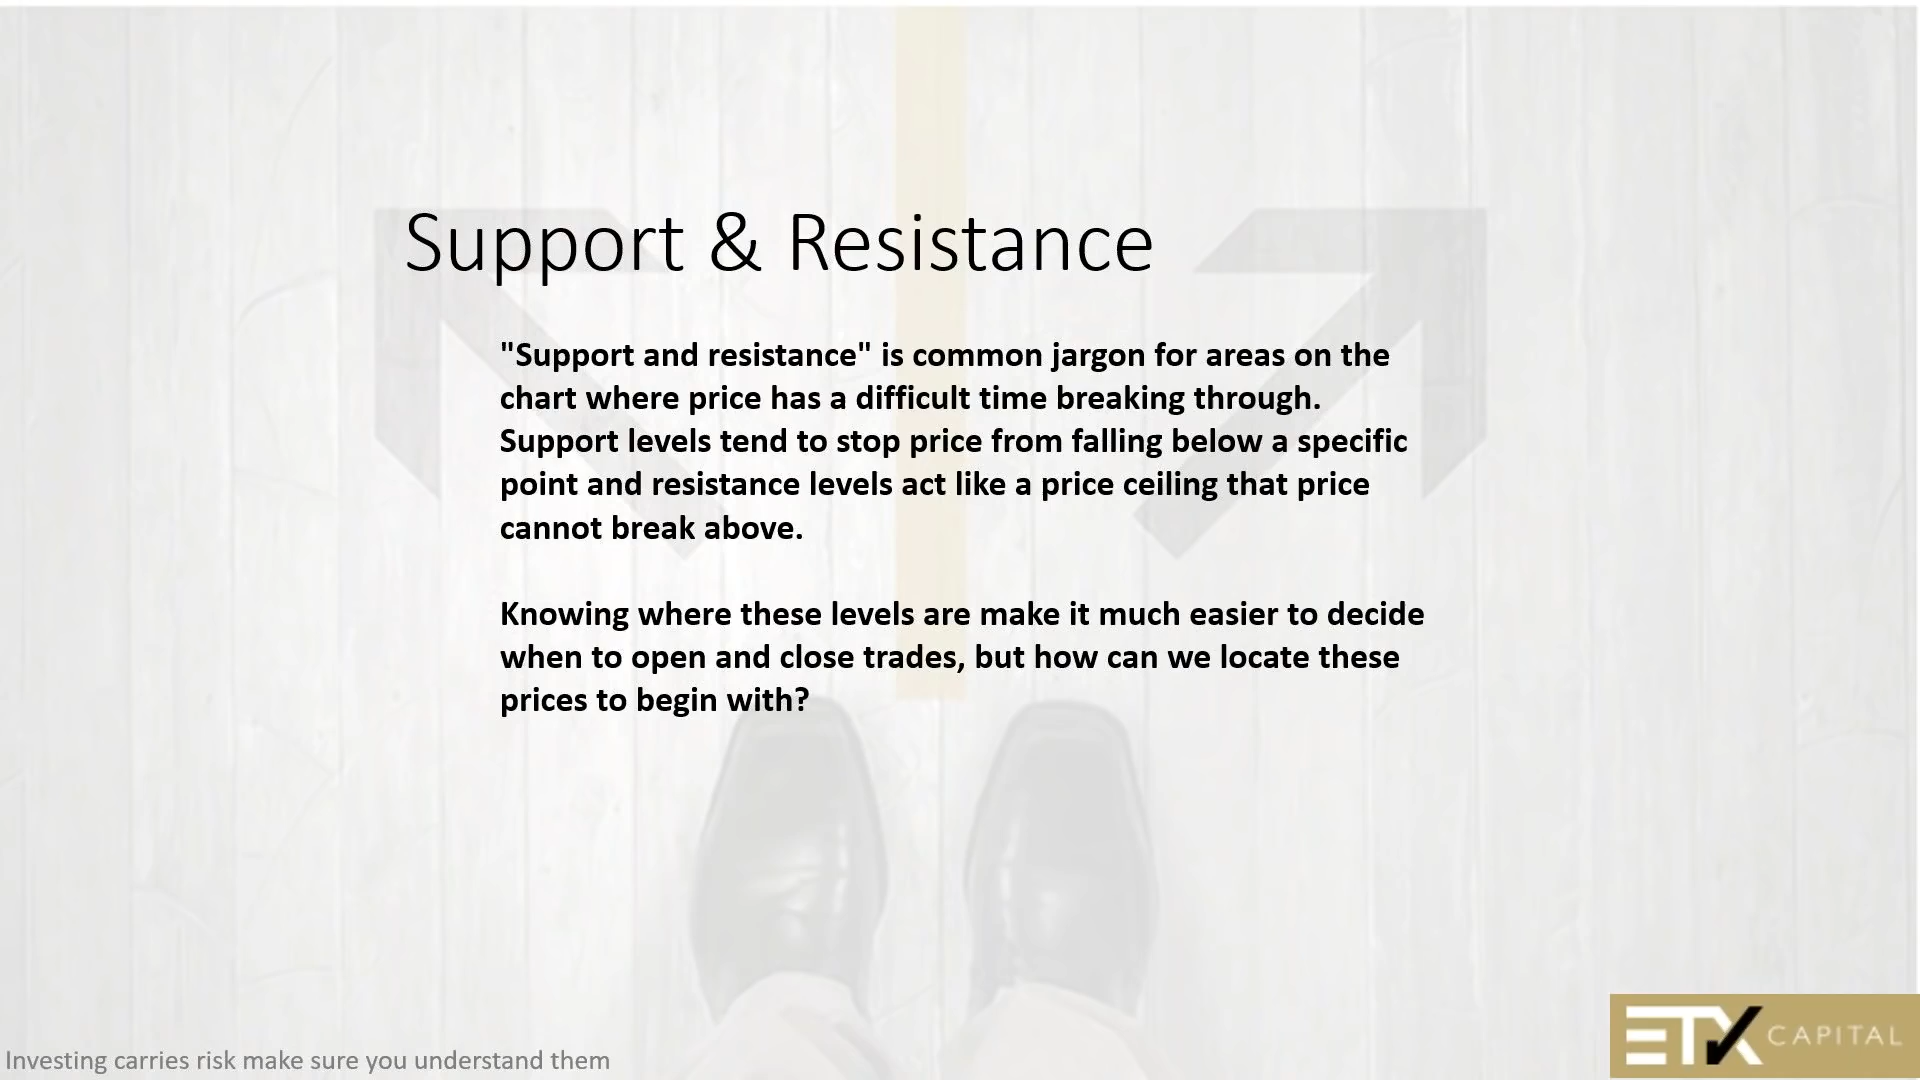 Support & Resistance
"Support and resistance" is common jargon for areas on the
chart where price has a difficult time breaking through.
Support levels tend to stop price from falling below a specific
point and resistance levels act like a price ceiling that price
cannot break above.
Knowing where these levels are make it much easier to decide
when to open and close trades, but how can we locate these
prices to begin with?
Investing carries risk make sure you understand them
ETX CAPITAL